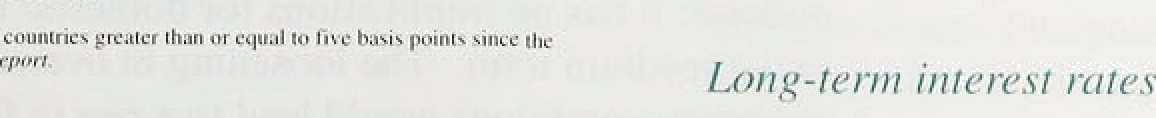 countries greater than or equal to five basis points since the
eport.
Long-term interest rates